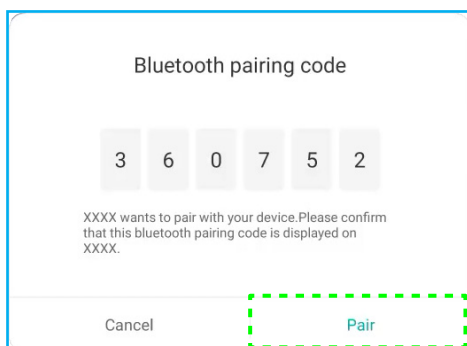 Bluetooth pairing code
3 6 0 7 5 2
XXXX wants to pair with your device.Please confirm
that this bluetooth pairing code is displayed on
XXXX.
Cancel Pair